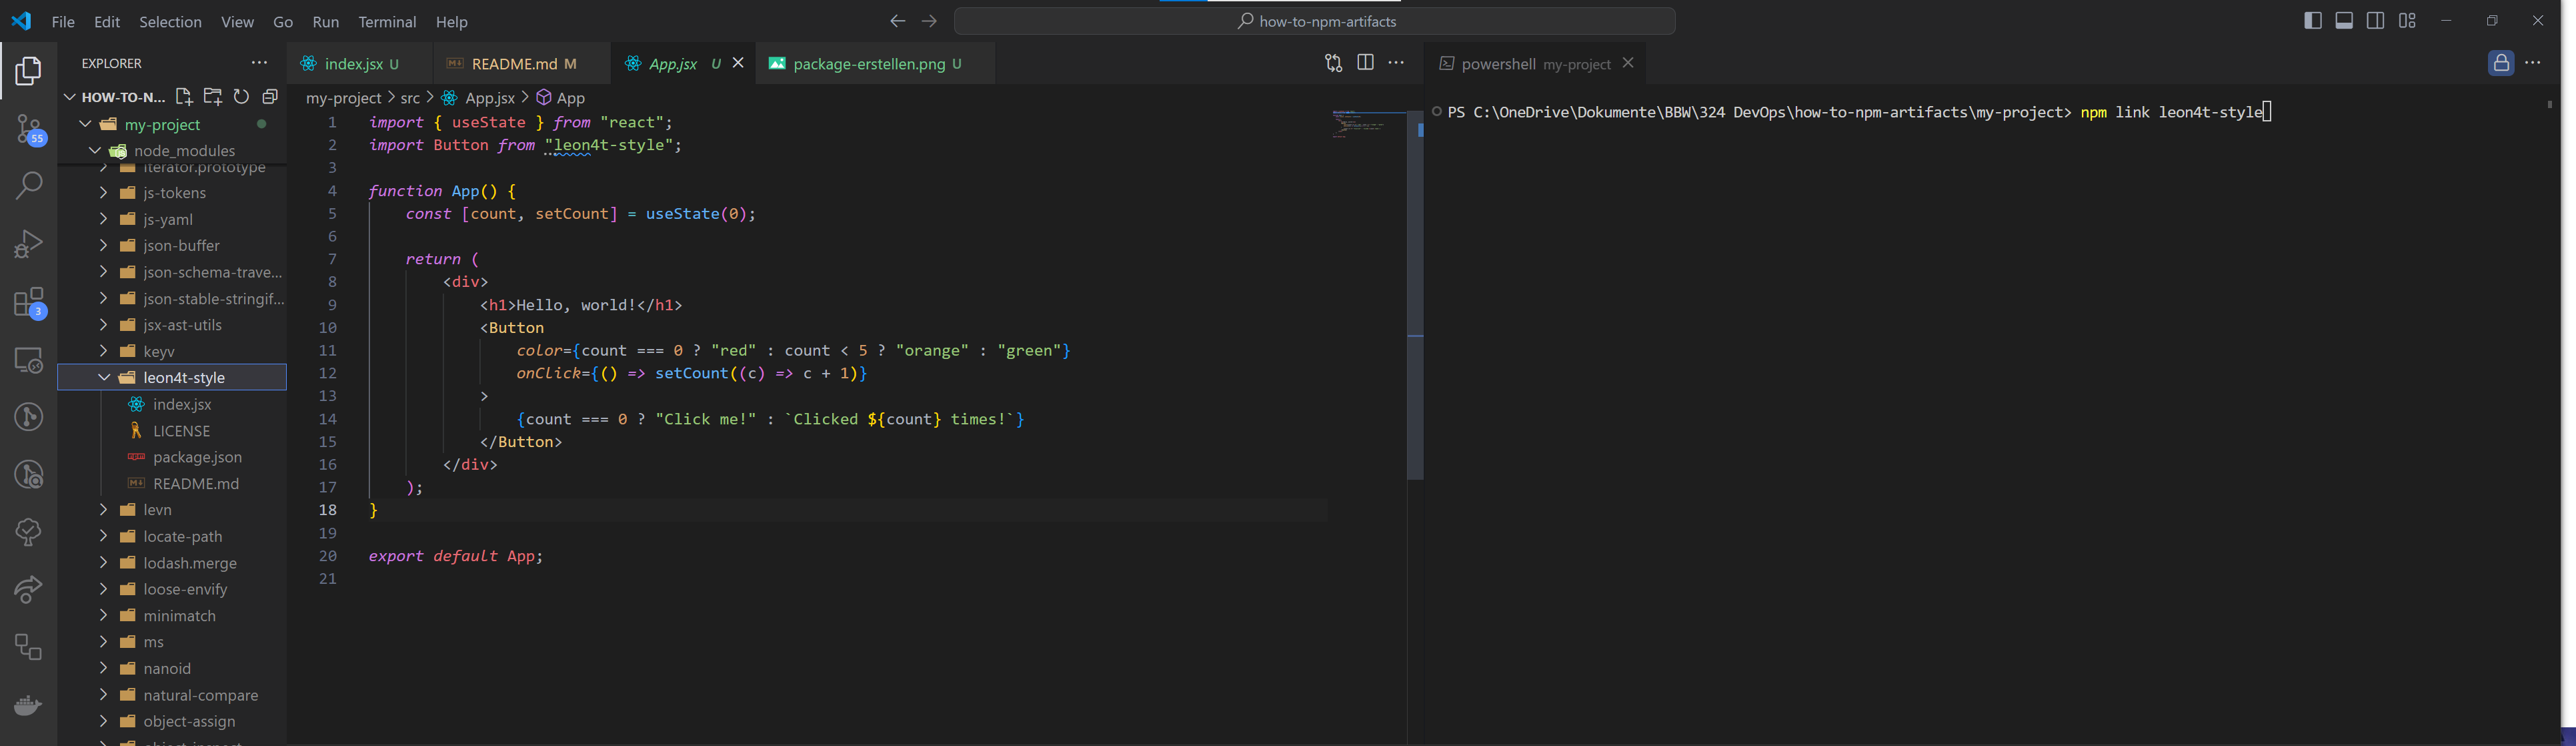 File Edit Selection View Go Run Terminal Help
how-to-npm-artifacts
EXPLORER
HOW-TO-N...
my-project
node_modules
iterator.prototype
js-tokens
js-yaml
json-buffer
json-schema-trave...
json-stable-stringif...
jsx-ast-utils
keyv
leon4t-style
index.jsx
LICENSE
package.json
README.md
levn
locate-path
lodash.merge
loose-envify
minimatch
ms
nanoid
natural-compare
object-assign
55
3
index.jsx U
README.md M
App.jsx U
package-erstellen.png U
my-project > src > App.jsx > App
1 import { useState } from "react";
2 import Button from "leon4t-style";
3
4 function App() {
5 const [count, setCount] = useState(0);
6
7 return (
8 <div>
9 <h1>Hello, world!</h1>
10 <Button
11 color={count === 0 ? "red" : count < 5 ? "orange" : "green"}
12 onClick={() => setCount((c) => c + 1)}
13 >
14 {count === 0 ? "Click me!" : `Clicked ${count} times!`}
15 </Button>
16 </div>
17 );
18 }
19
20 export default App;
21
powershell my-project
PS C:\OneDrive\Dokumente\BBW\324 DevOps\how-to-npm-artifacts\my-project> npm link leon4t-style